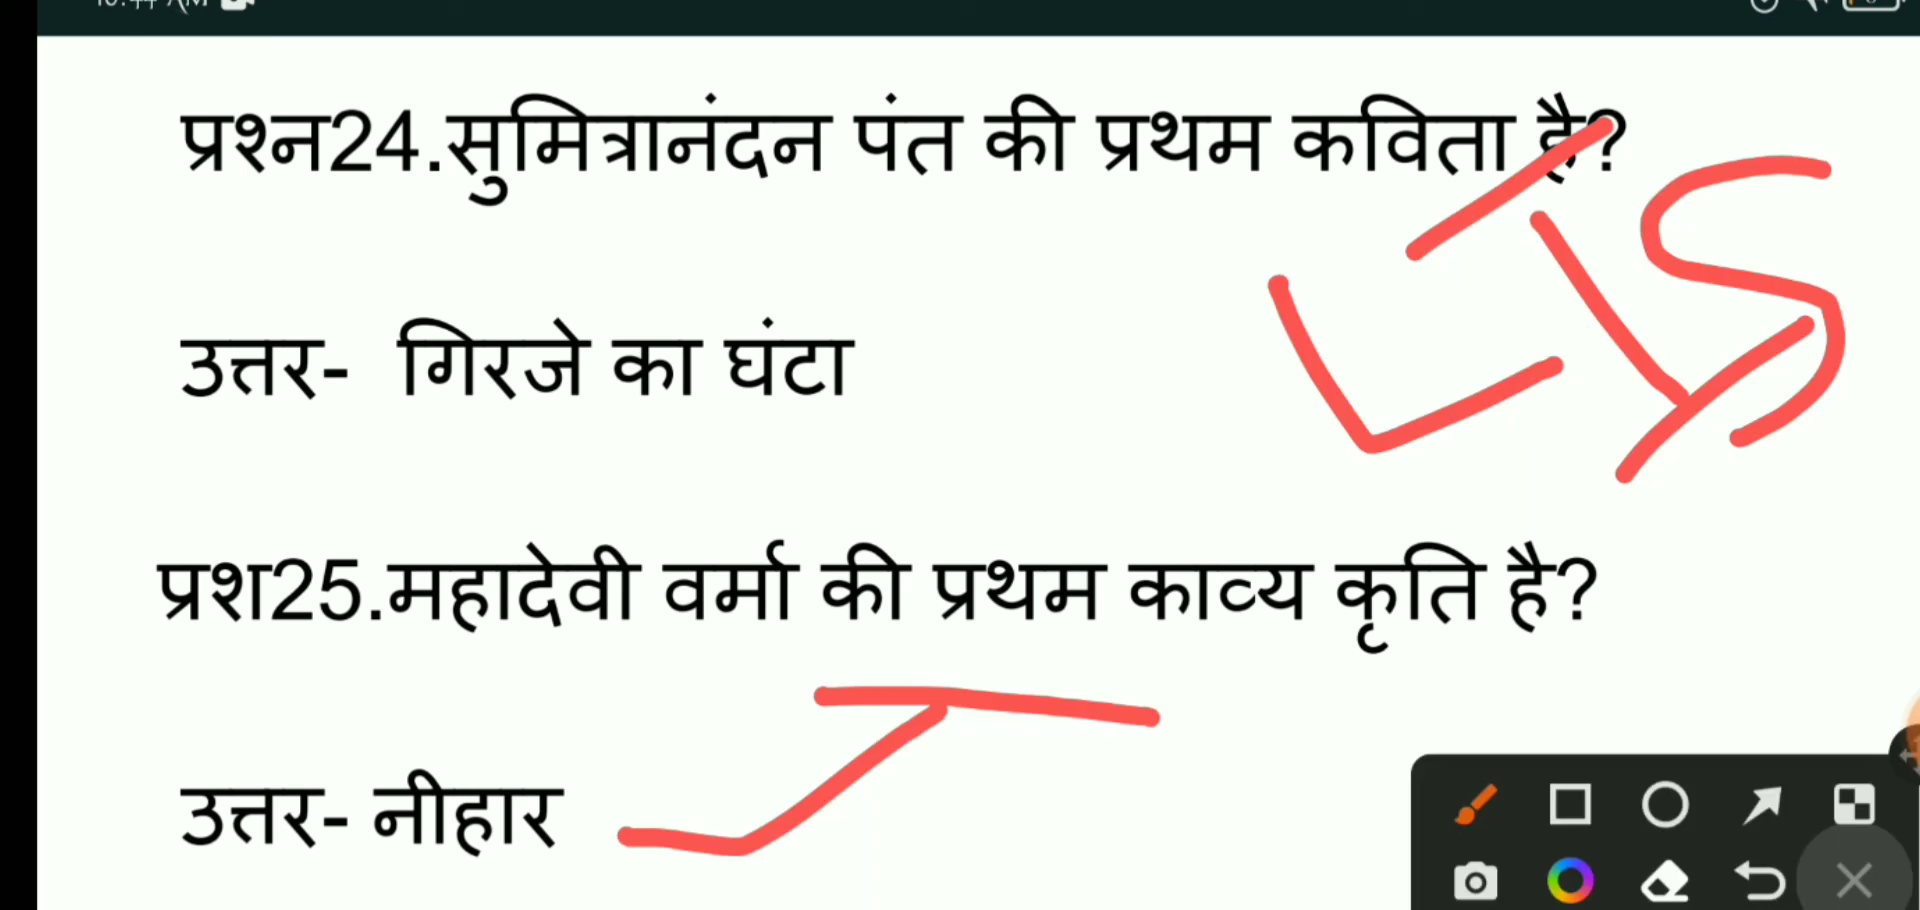 प्रश्न24.सुमित्रानंदन पंत की प्रथम कविता है?
उत्तर- गिरजे का घंटा
प्रश25.महादेवी वर्मा की प्रथम काव्य कृति है?
उत्तर- नीहार